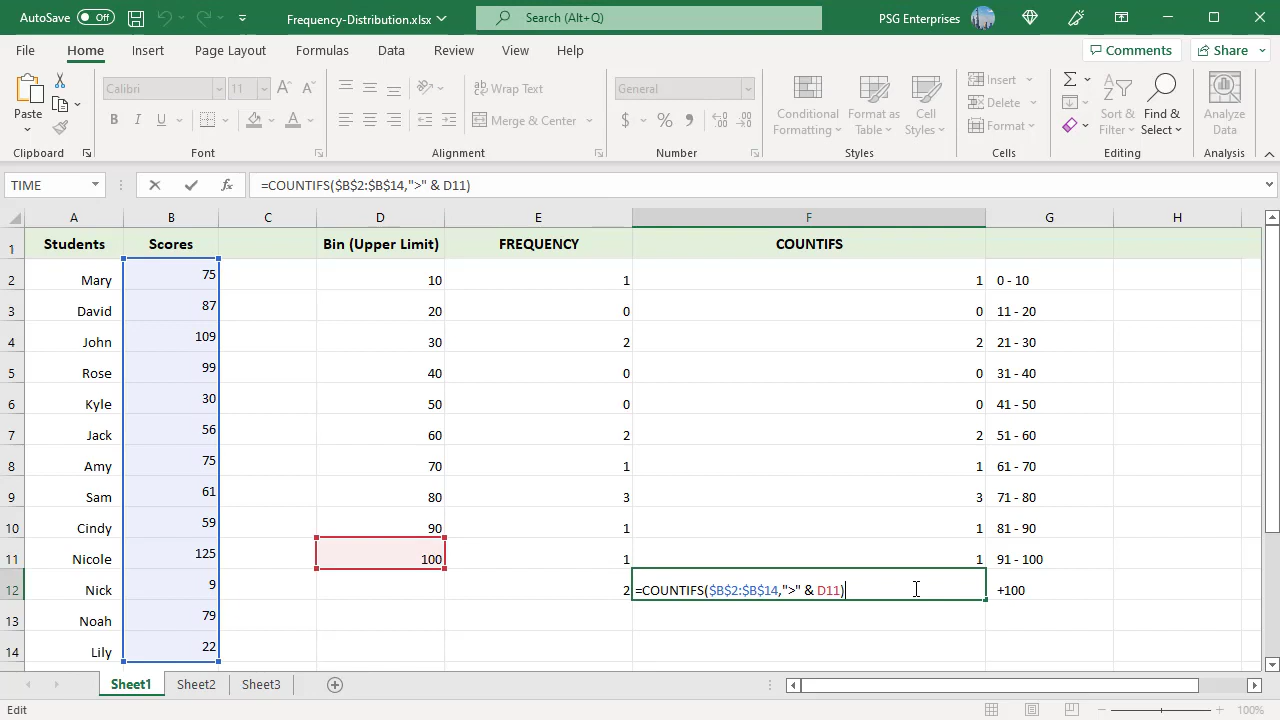 AutoSave Off Frequency-Distribution.xlsx Search (Alt+Q) PSG Enterprises
File Home Insert Page Layout Formulas Data Review View Help Comments Share
Paste
Clipboard
Calibri 11
B I U A
Font
Wrap Text
Merge & Center
Alignment
General
$ % 9
Number
Conditional Formatting
Format as Table
Cell Styles
Styles
Insert
Delete
Format
Cells
Sort & Filter
Find & Select
Editing
Analyze Data
Analysis
TIME fx =COUNTIFS($B$2:$B$14,">" & D11)
A B C D E F G H
1 Students Scores Bin (Upper Limit) FREQUENCY COUNTIFS
2 Mary 75 10 1 1 0 - 10
3 David 87 20 0 0 11 - 20
4 John 109 30 2 2 21 - 30
5 Rose 99 40 0 0 31 - 40
6 Kyle 30 50 0 0 41 - 50
7 Jack 56 60 2 2 51 - 60
8 Amy 75 70 1 1 61 - 70
9 Sam 61 80 3 3 71 - 80
10 Cindy 59 90 1 1 81 - 90
11 Nicole 125 100 1 1 91 - 100
12 Nick 9 2 =COUNTIFS($B$2:$B$14,">" & D11) +100
13 Noah 79
14 Lily 22
Sheet1 Sheet2 Sheet3
Edit 100%